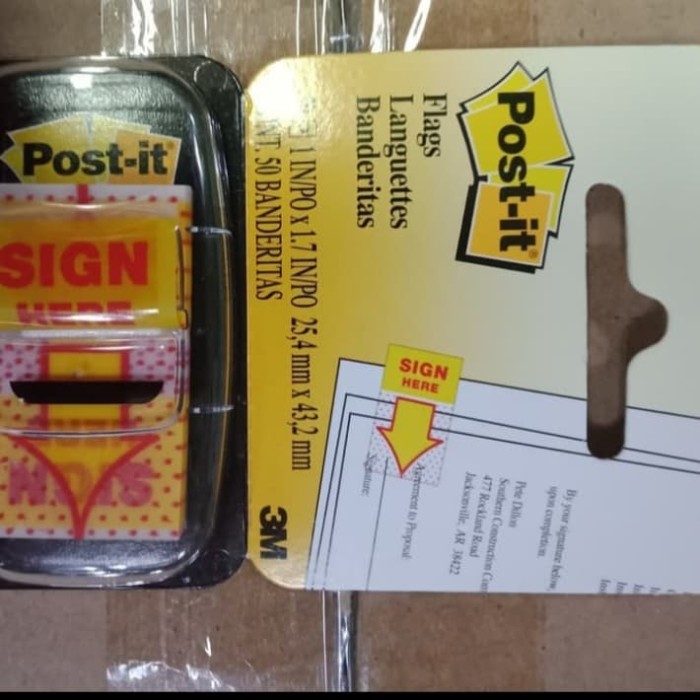 Post-it
SIGN
HERE
SIGN
Post-it
Flags
Languettes
Banderitas
1 IN/PO x 1.7 IN/PO 25,4 mm x 43,2 mm
50 BANDERITAS
3M
SIGN
HERE
By your signature below,
upon completion.
Pete Dillon
Southern Construction
477 Rockland Road
Jacksonville, AR 38422
Agreement to Proposal:
Signature: